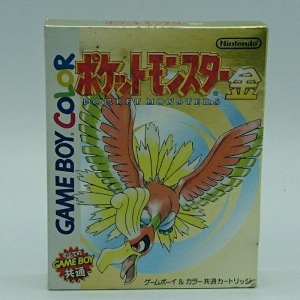 Nintendo
GAME BOY COLOR
ポケットモンスター 金
POCKET MONSTERS
GAME BOY
共通
ゲームボーイ&カラー共通カートリッジ